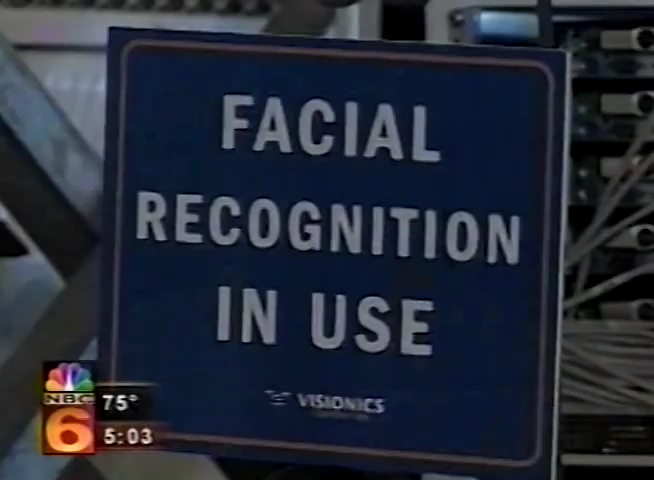 FACIAL
RECOGNITION
IN USE
VISIONICS
NBC
6
75°
5:03